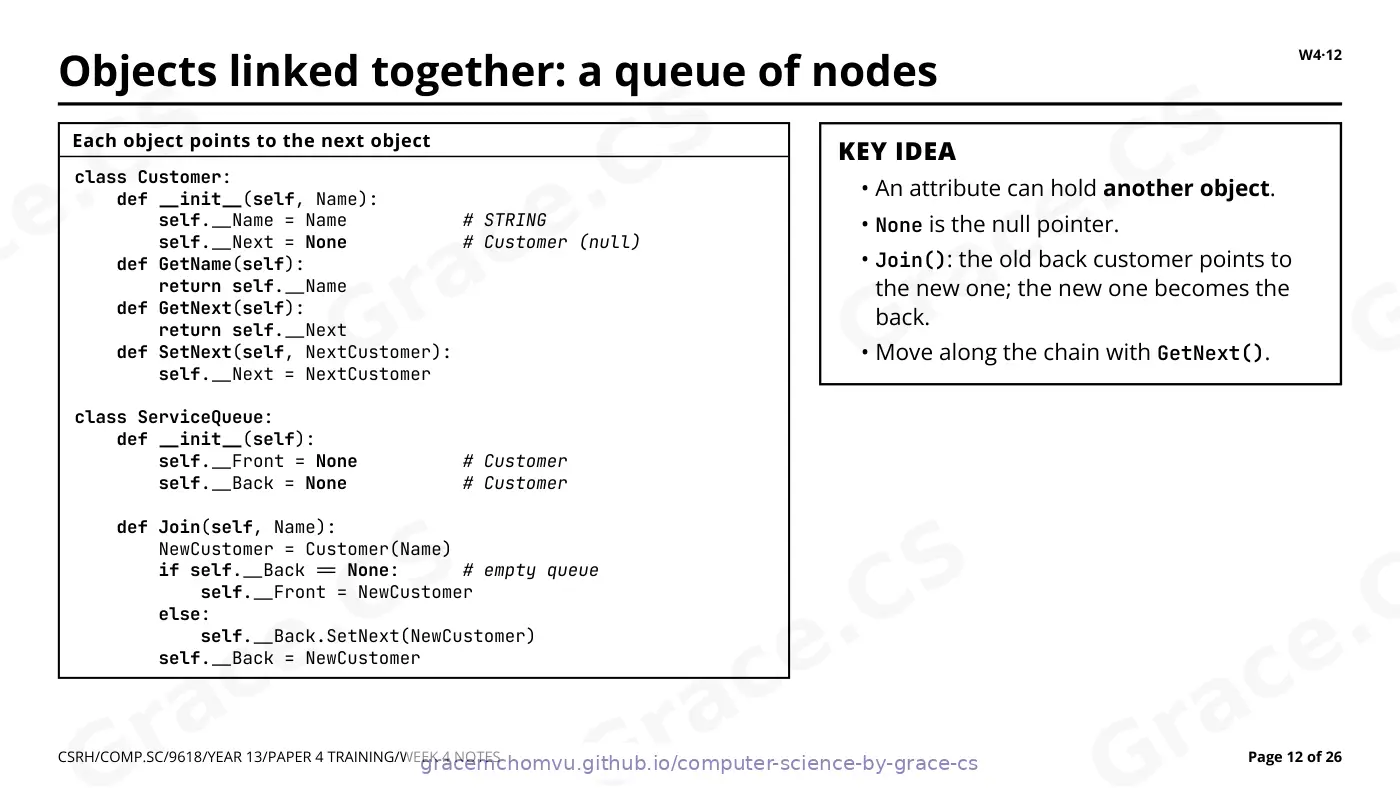 Objects linked together: a queue of nodes
W4·12
Each object points to the next object
class Customer:
    def __init__(self, Name):
        self.__Name = Name           # STRING
        self.__Next = None           # Customer (null)
    def GetName(self):
        return self.__Name
    def GetNext(self):
        return self.__Next
    def SetNext(self, NextCustomer):
        self.__Next = NextCustomer
class ServiceQueue:
    def __init__(self):
        self.__Front = None          # Customer
        self.__Back = None           # Customer
    def Join(self, Name):
        NewCustomer = Customer(Name)
        if self.__Back == None:      # empty queue
            self.__Front = NewCustomer
        else:
            self.__Back.SetNext(NewCustomer)
        self.__Back = NewCustomer
KEY IDEA
• An attribute can hold another object.
• None is the null pointer.
• Join(): the old back customer points to
the new one; the new one becomes the
back.
• Move along the chain with GetNext().
CSRH/COMP.SC/9618/YEAR 13/PAPER 4 TRAINING/WEEK 4 NOTES
gracemchomvu.github.io/computer-science-by-grace-cs
Page 12 of 26
Grace.CS